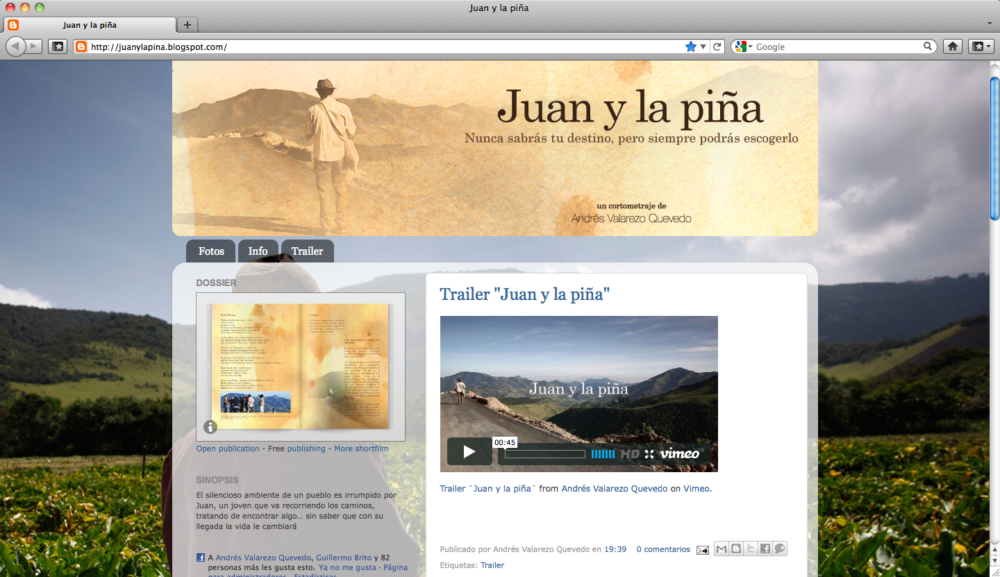 Juan y la piña
Juan y la piña
http://juanylapina.blogspot.com/
Google
Juan y la piña
Nunca sabrás tu destino, pero siempre podrás escogerlo
un cortometraje de
Andrés Valarezo Quevedo
Fotos
Info
Trailer
DOSSIER
Open publication - Free publishing - More shortfilm
SINOPSIS
El silencioso ambiente de un pueblo es irrumpido por
Juan, un joven que va recorriendo los caminos,
tratando de encontrar algo... sin saber que con su
llegada la vida le cambiará
A Andrés Valarezo Quevedo, Guillermo Brito y 82
personas más les gusta esto. Ya no me gusta · Página
para administradores · Estadísticas
Trailer "Juan y la piña"
Juan y la piña
00:45
HD
vimeo
Trailer ¨Juan y la piña¨ from Andrés Valarezo Quevedo on Vimeo.
Publicado por Andrés Valarezo Quevedo en 19:39 0 comentarios
Etiquetas: Trailer